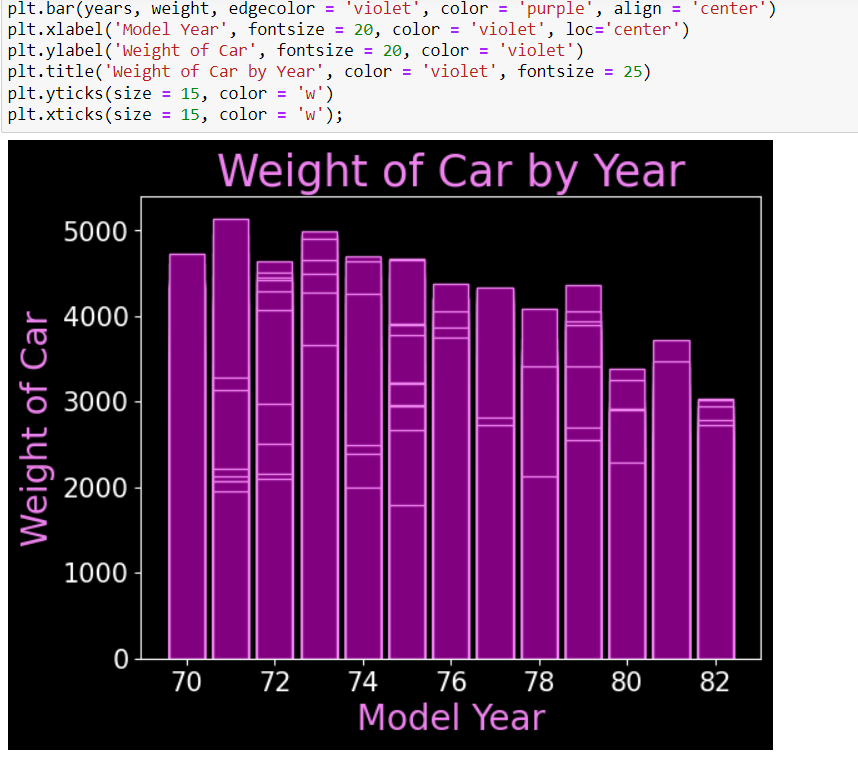 plt.bar(years, weight, edgecolor = 'violet', color = 'purple', align = 'center')
plt.xlabel('Model Year', fontsize = 20, color = 'violet', loc='center')
plt.ylabel('Weight of Car', fontsize = 20, color = 'violet')
plt.title('Weight of Car by Year', color = 'violet', fontsize = 25)
plt.yticks(size = 15, color = 'w')
plt.xticks(size = 15, color = 'w');
Weight of Car by Year
Weight of Car
5000
4000
3000
2000
1000
0
70 72 74 76 78 80 82
Model Year